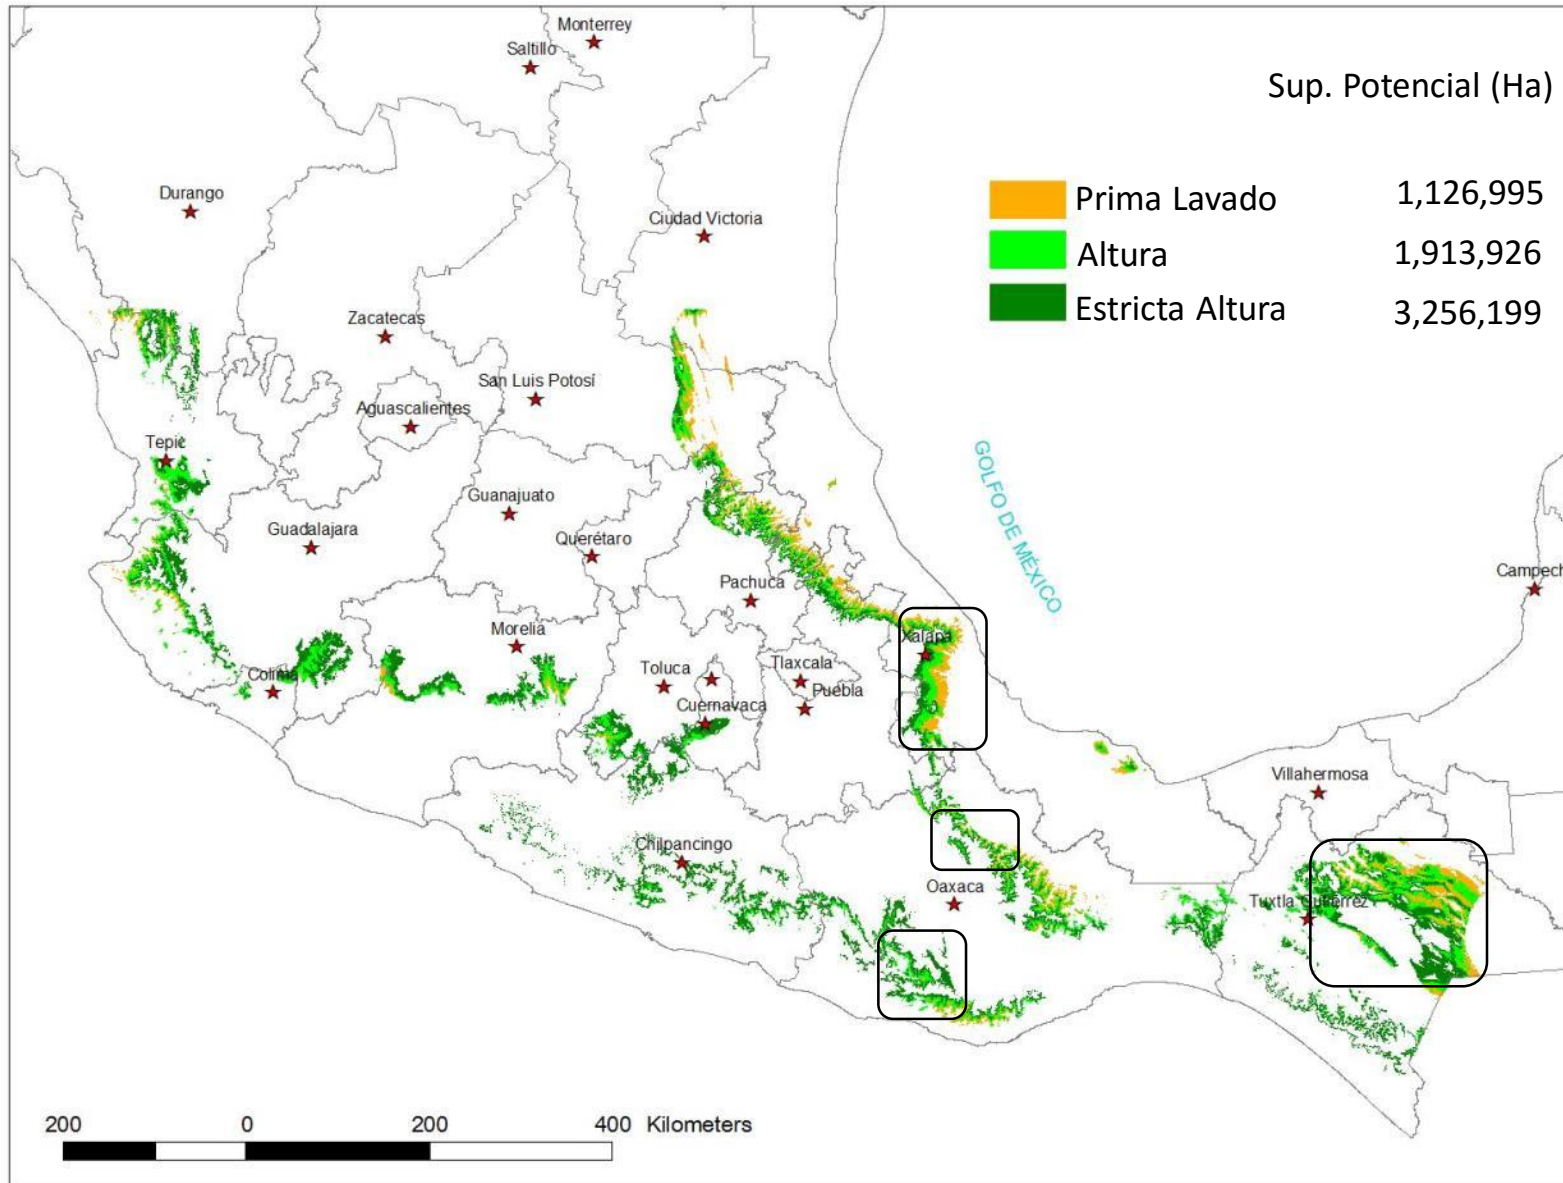 Monterrey
Saltillo
Sup. Potencial (Ha)
Durango
Ciudad Victoria
Prima Lavado 1,126,995
Altura 1,913,926
Estricta Altura 3,256,199
Zacatecas
San Luis Potosí
Aguascalientes
Tepic
GOLFO DE MÉXICO
Guanajuato
Guadalajara
Querétaro
Pachuca
Campech
Morelia
Xalapa
Toluca
Tlaxcala
Colima
Puebla
Cuernavaca
Villahermosa
Chilpancingo
Oaxaca
Tuxtla Gutiérrez
200 0 200 400 Kilometers